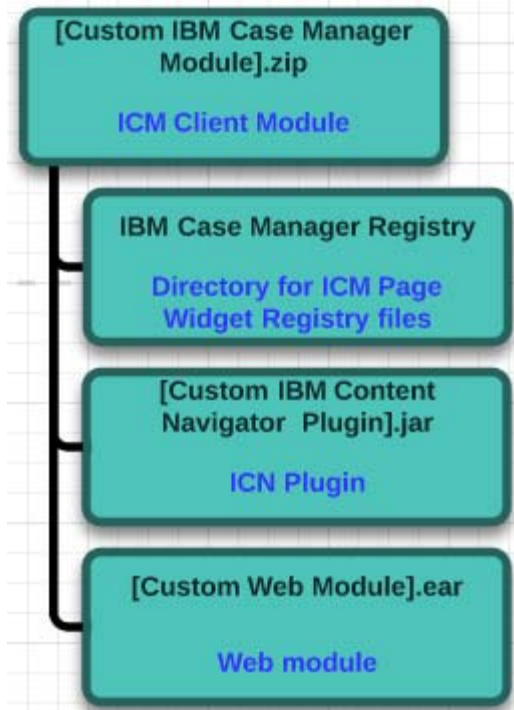 [Custom IBM Case Manager
Module].zip
ICM Client Module
IBM Case Manager Registry
Directory for ICM Page
Widget Registry files
[Custom IBM Content
Navigator Plugin].jar
ICN Plugin
[Custom Web Module].ear
Web module